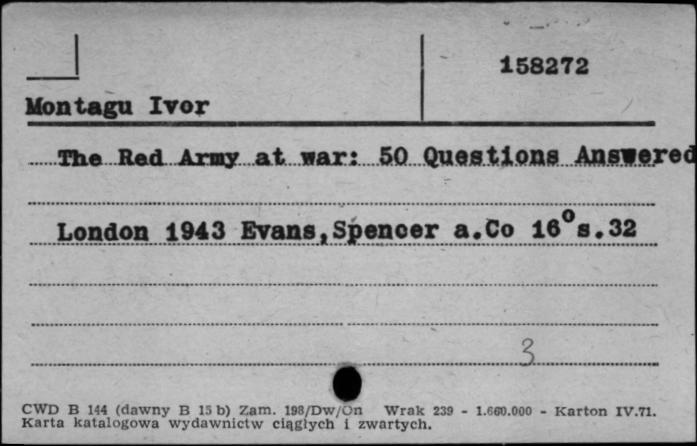 158272
Montagu Ivor
The Red Army at war: 50 Questions Answered
London 1943 Evans,Spencer a.Co 16° s.32
3
CWD B 144 (dawny B 15 b) Zam. 198/Dw/On Wrak 239 - 1.660.000 - Karton IV.71.
Karta katalogowa wydawnictw ciągłych i zwartych.